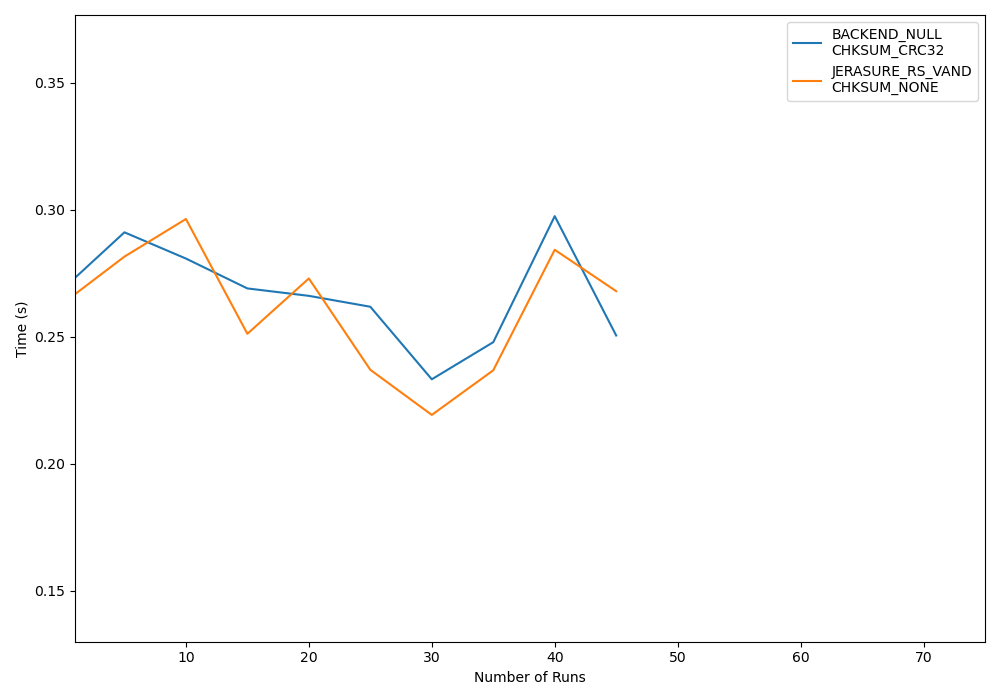 BACKEND_NULL
CHKSUM_CRC32
JERASURE_RS_VAND
CHKSUM_NONE
0.35
0.30
0.25
0.20
0.15
Time (s)
10 20 30 40 50 60 70
Number of Runs